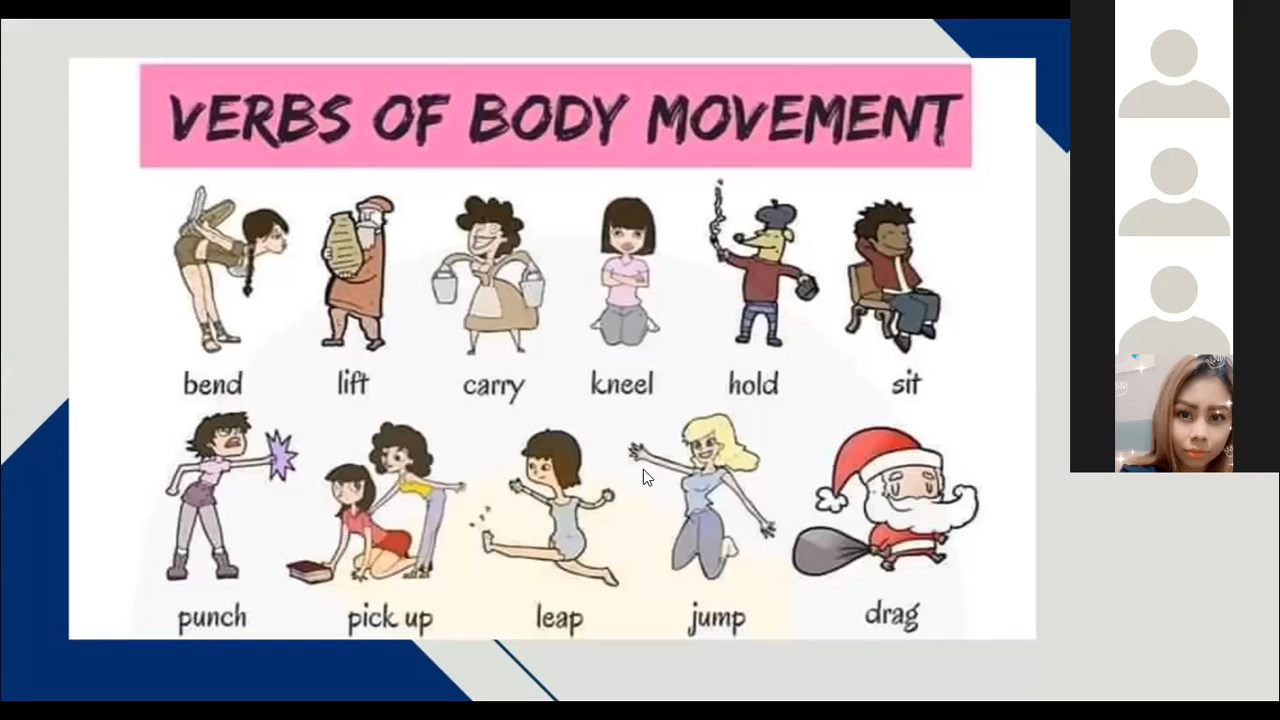 VERBS OF BODY MOVEMENT
bend lift carry kneel hold sit
punch pick up leap jump drag